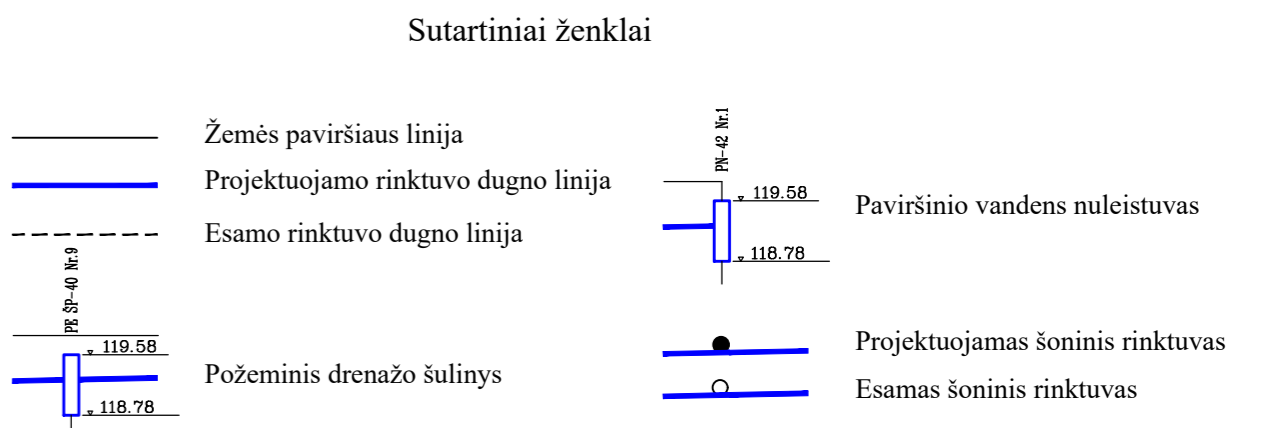 Sutartiniai ženklai
Žemės paviršiaus linija
Projektuojamo rinktuvo dugno linija
Esamo rinktuvo dugno linija
PE ŠP-40 Nr.9
119.58
118.78
Požeminis drenažo šulinys
PN-42 Nr.1
119.58
118.78
Paviršinio vandens nuleistuvas
Projektuojamas šoninis rinktuvas
Esamas šoninis rinktuvas